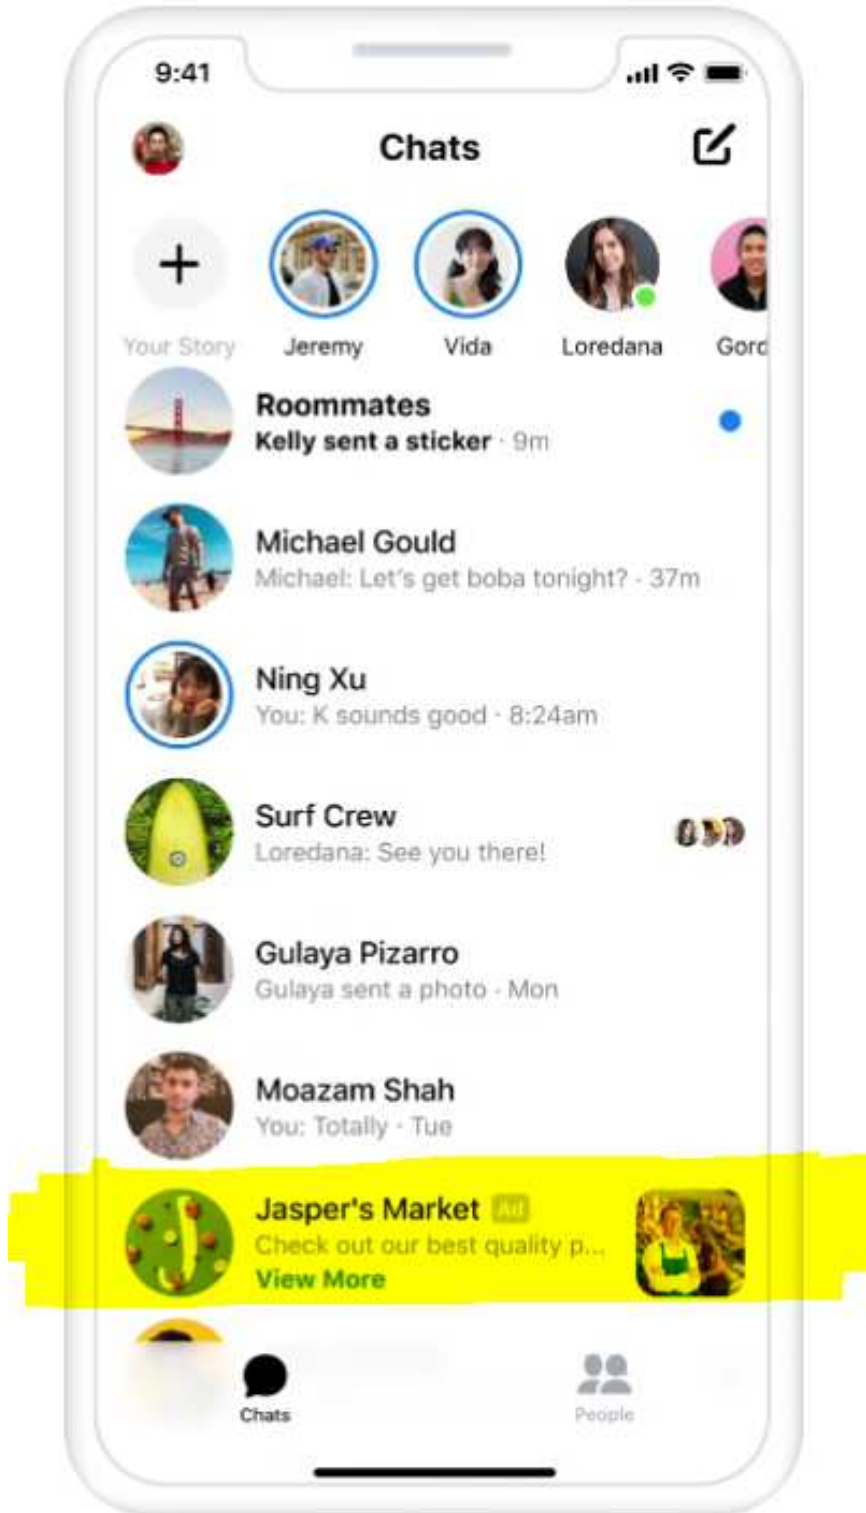 9:41
Chats
Your Story
Jeremy
Vida
Loredana
Gord
Roommates
Kelly sent a sticker · 9m
Michael Gould
Michael: Let's get boba tonight? · 37m
Ning Xu
You: K sounds good · 8:24am
Surf Crew
Loredana: See you there!
Gulaya Pizarro
Gulaya sent a photo · Mon
Moazam Shah
You: Totally · Tue
Jasper's Market Ad
Check out our best quality p...
View More
Chats
People